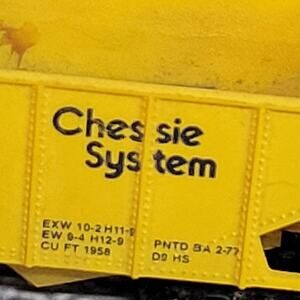 Chessie
System
EXW 10-2 H11-9
EW 9-4 H12-9
CU FT 1958
PNTD BA 2-77
D9 HS